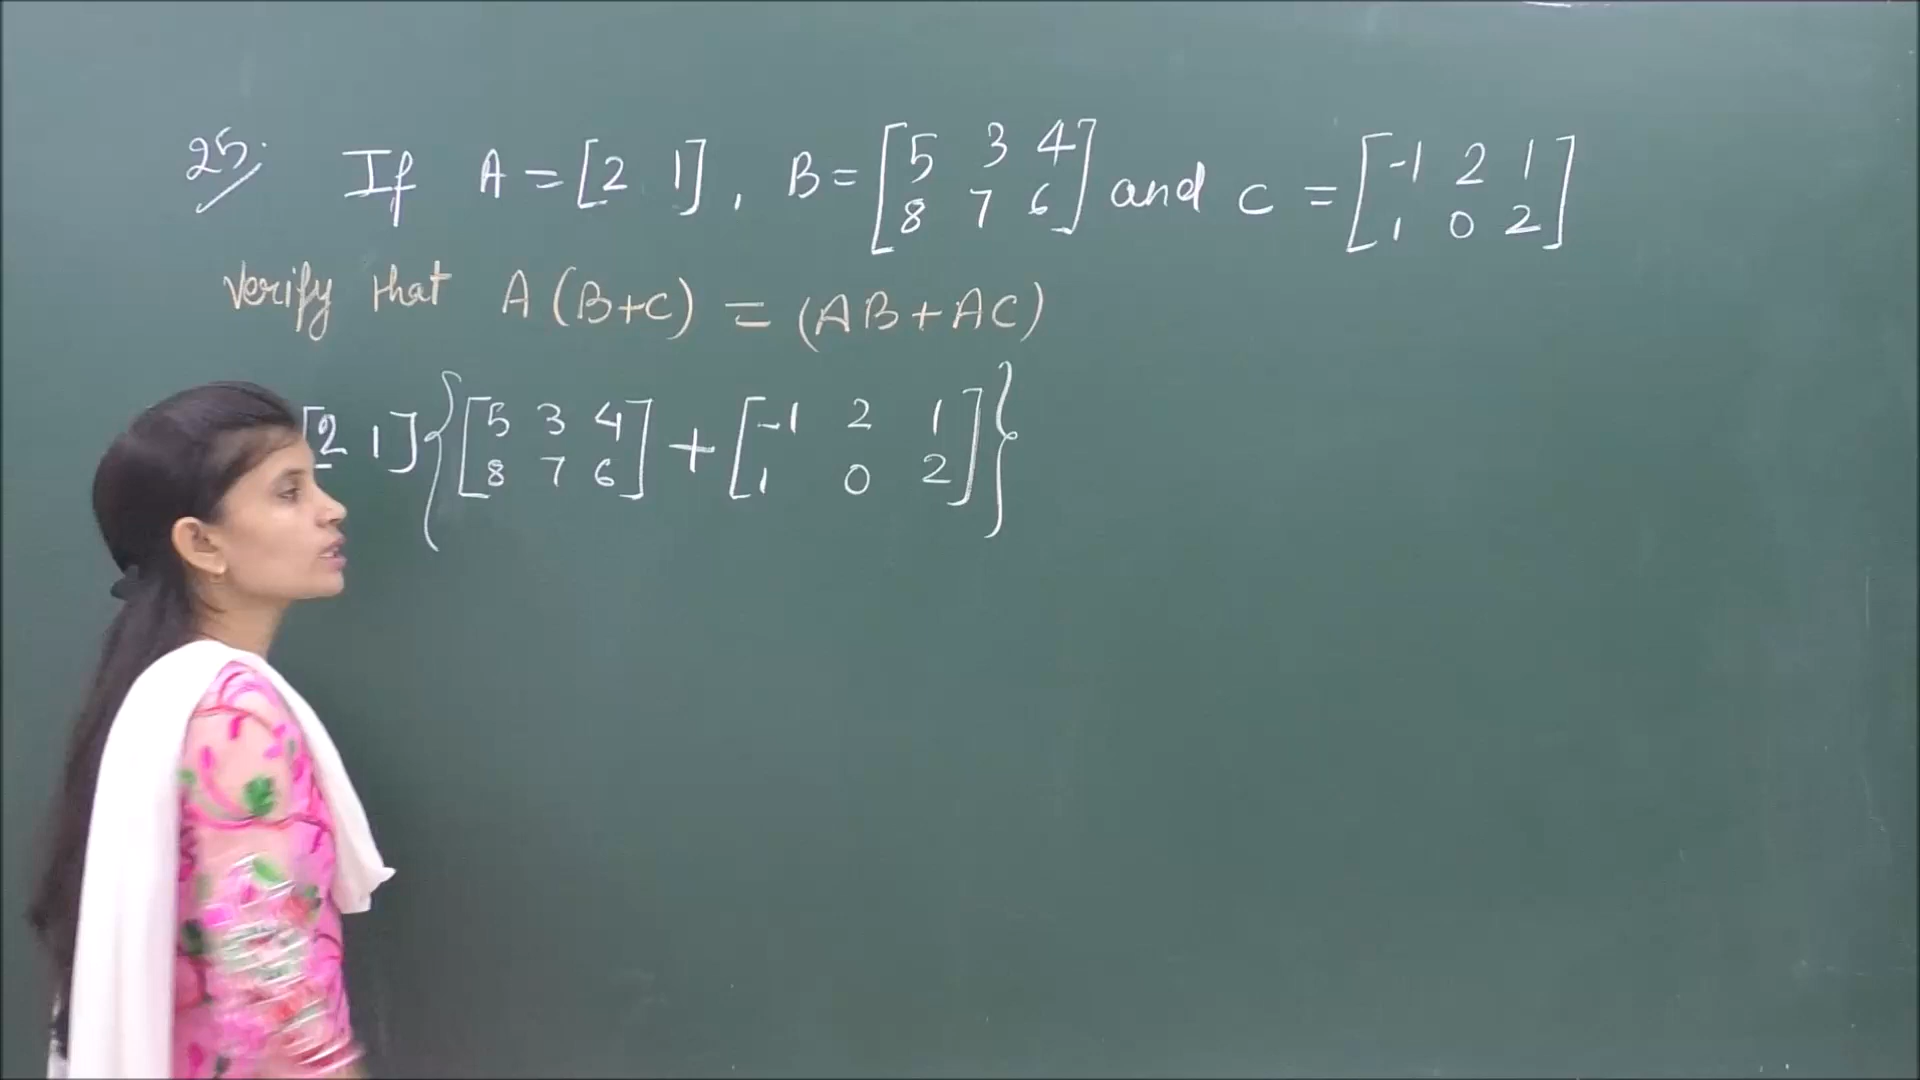 25. If A = [2 1], B = [5 3 4 and C = [-1 2 1
8 7 6] 1 0 2]
Verify that A (B+C) = (AB+AC)
[2 1] { [5 3 4 + [-1 2 1
8 7 6] 1 0 2] }